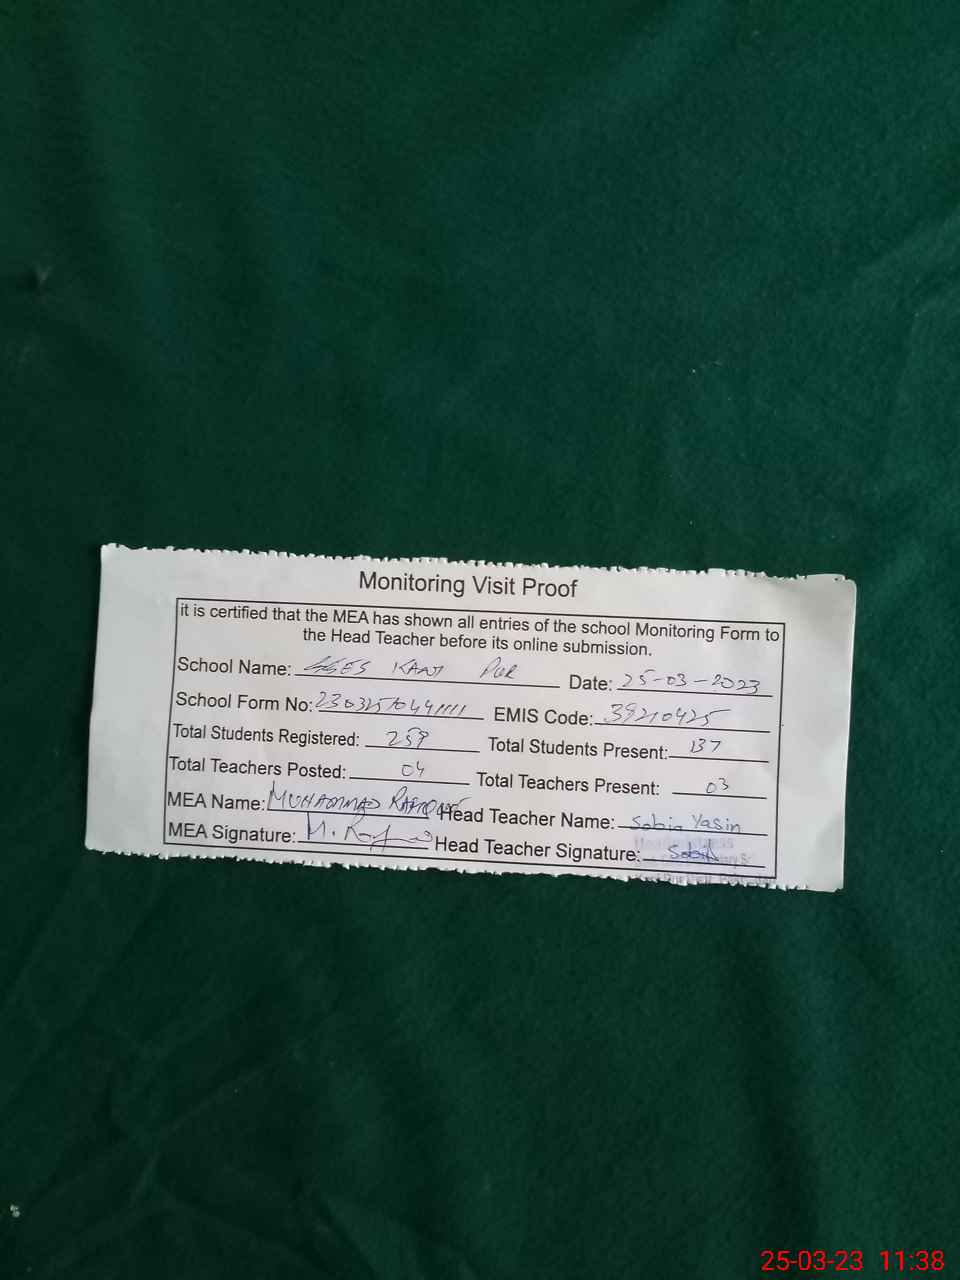 Monitoring Visit Proof
it is certified that the MEA has shown all entries of the school Monitoring Form to
the Head Teacher before its online submission.
School Name: GGES KANT PUR Date: 25-03-2023
School Form No: EMIS Code: 39210425
Total Students Registered: 259 Total Students Present: 137
Total Teachers Posted: 04 Total Teachers Present: 03
MEA Name: MUHAMMAD Head Teacher Name: Sobia Yasin
MEA Signature: Head Teacher Signature: Sobia
25-03-23 11:38